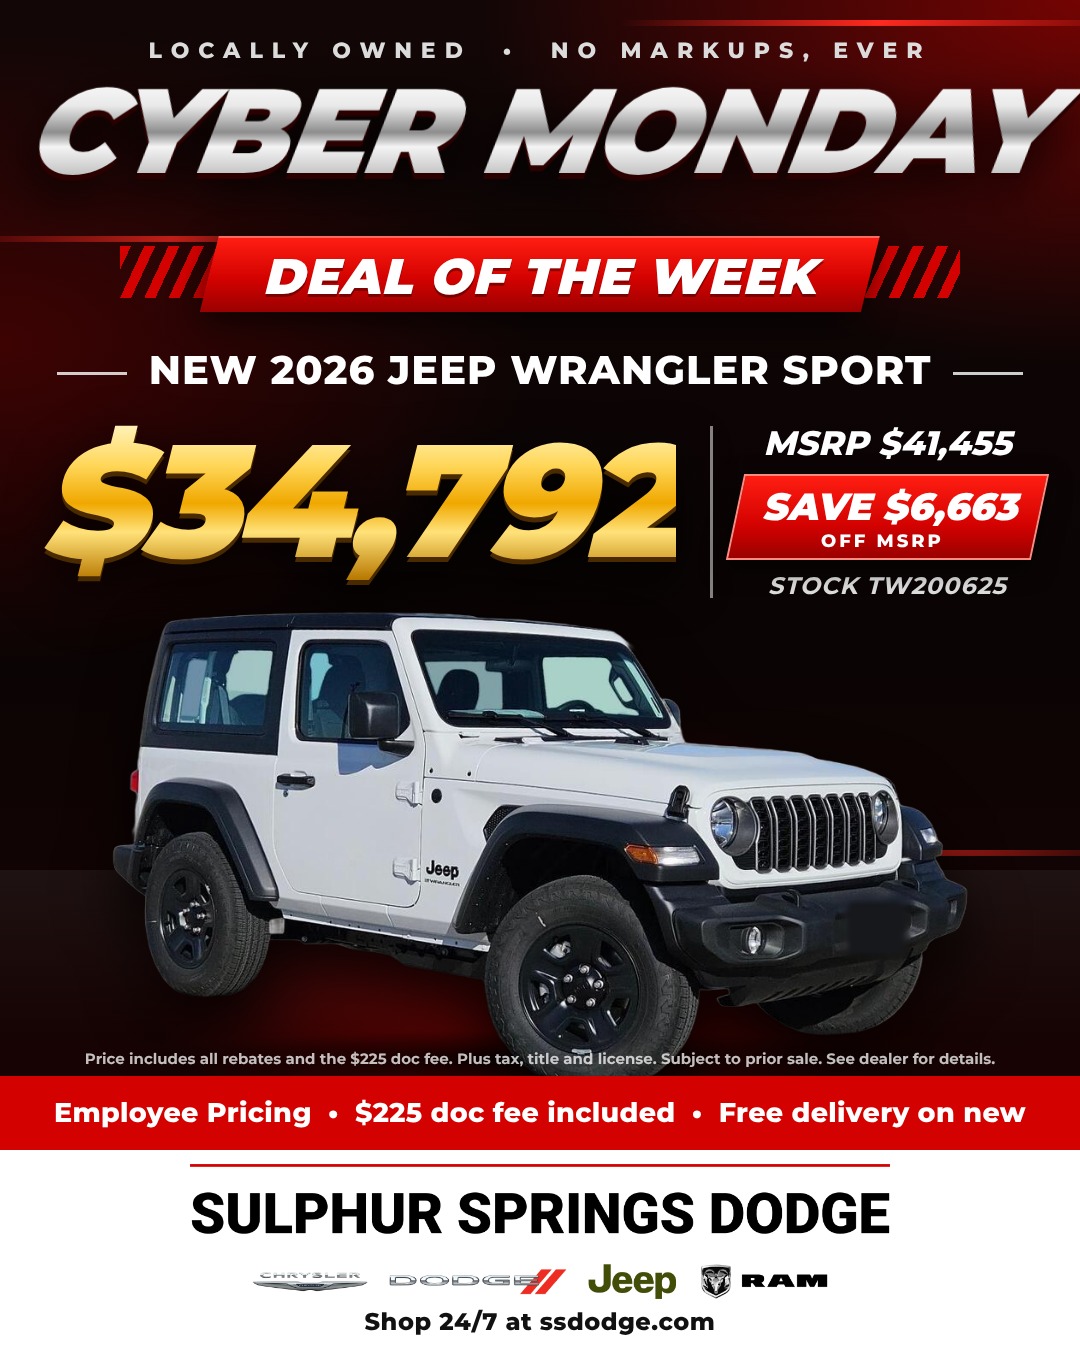 LOCALLY OWNED • NO MARKUPS, EVER
CYBER MONDAY
DEAL OF THE WEEK
NEW 2026 JEEP WRANGLER SPORT
$34,792
MSRP $41,455
SAVE $6,663
OFF MSRP
STOCK TW200625
Jeep
WRANGLER
Price includes all rebates and the $225 doc fee. Plus tax, title and license. Subject to prior sale. See dealer for details.
Employee Pricing • $225 doc fee included • Free delivery on new
SULPHUR SPRINGS DODGE
CHRYSLER DODGE Jeep RAM
Shop 24/7 at ssdodge.com